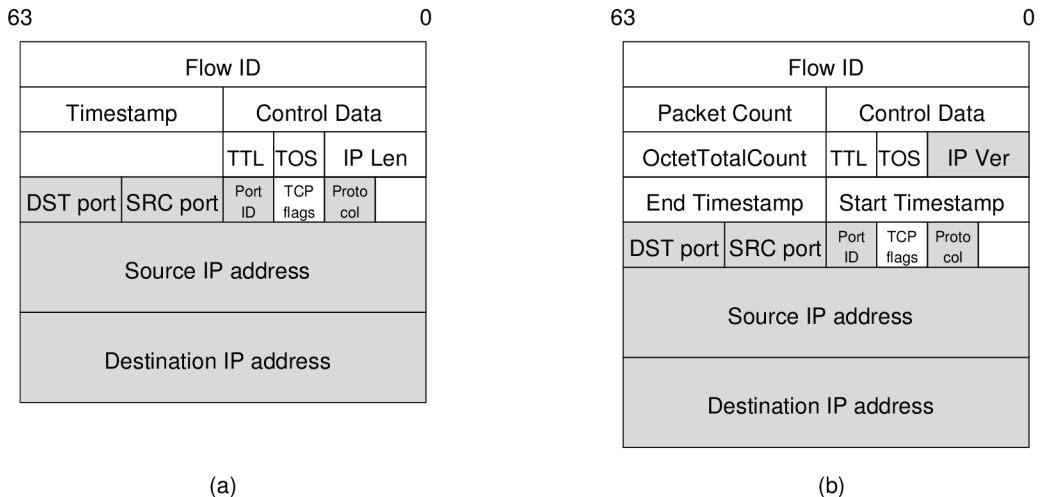 63 0 63 0
Flow ID Flow ID
Timestamp Control Data Packet Count Control Data
TTL TOS IP Len OctetTotalCount TTL TOS IP Ver
DST port SRC port Port ID TCP flags Proto col End Timestamp Start Timestamp
Source IP address DST port SRC port Port ID TCP flags Proto col
Destination IP address Source IP address
Destination IP address
(a) (b)